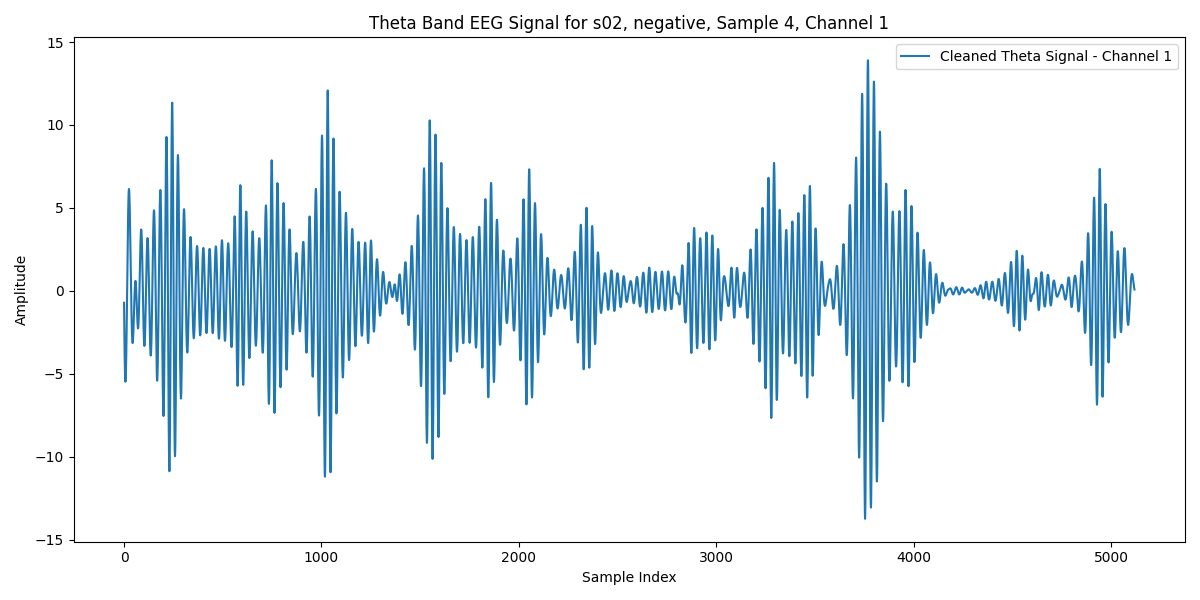 Theta Band EEG Signal for s02, negative, Sample 4, Channel 1
Cleaned Theta Signal - Channel 1
15
10
5
0
−5
−10
−15
Amplitude
0 1000 2000 3000 4000 5000
Sample Index